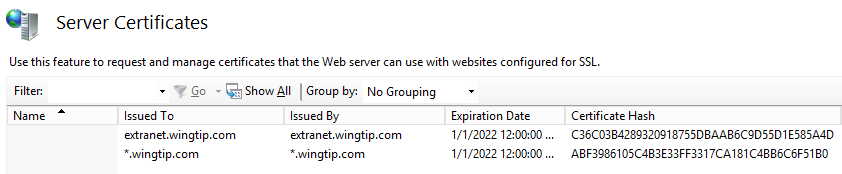 Server Certificates
Use this feature to request and manage certificates that the Web server can use with websites configured for SSL.
Filter: Go Show All Group by: No Grouping
Name Issued To Issued By Expiration Date Certificate Hash
extranet.wingtip.com extranet.wingtip.com 1/1/2022 12:00:00 ... C36C03B4289320918755DBAAB6C9D55D1E585A4D
*.wingtip.com *.wingtip.com 1/1/2022 12:00:00 ... ABF3986105C4B3E33FF3317CA181C4BB6C6F51B0